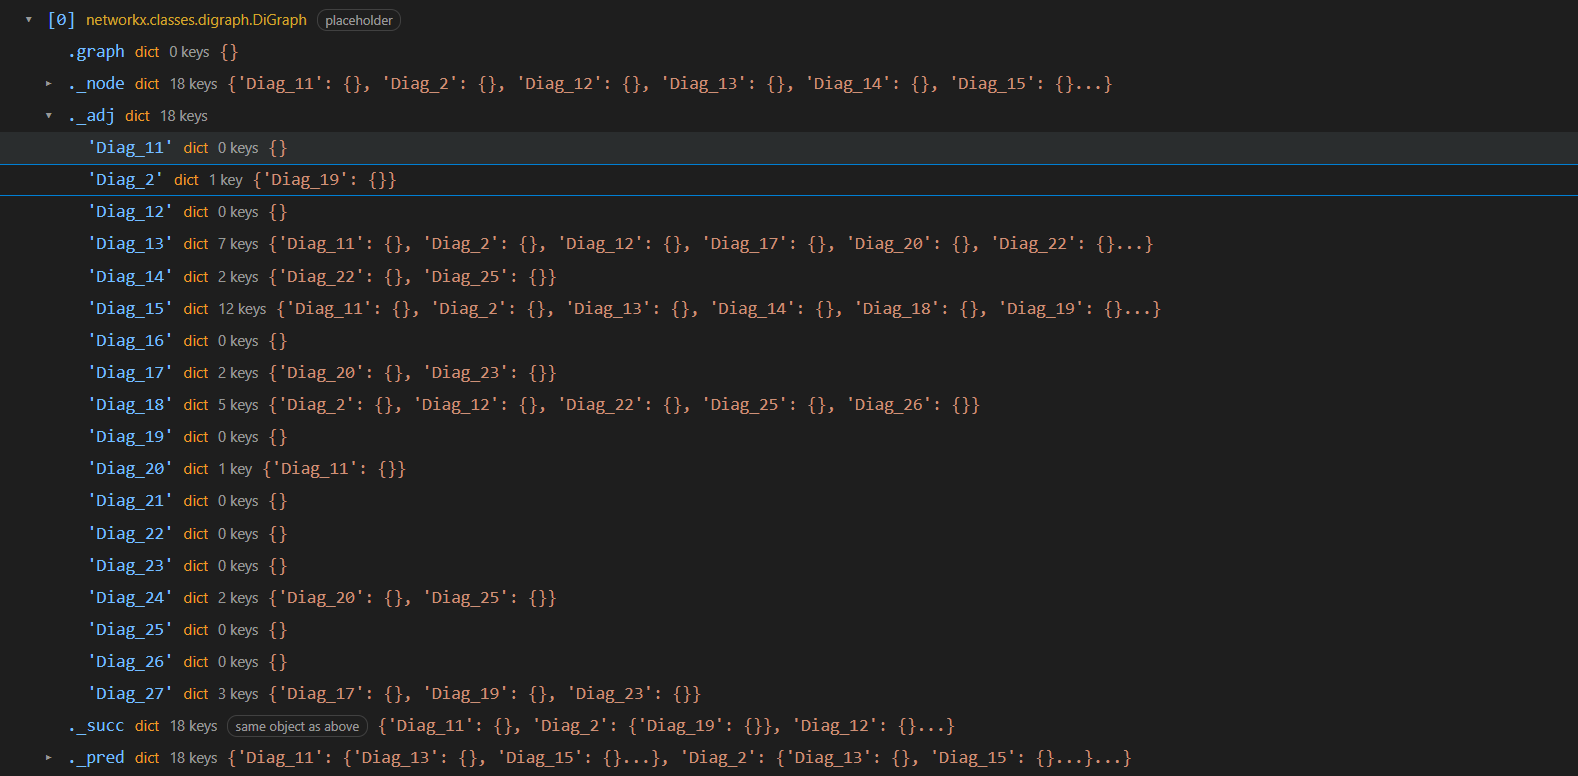 [0] networkx.classes.digraph.DiGraph placeholder
.graph dict 0 keys {}
._node dict 18 keys {'Diag_11': {}, 'Diag_2': {}, 'Diag_12': {}, 'Diag_13': {}, 'Diag_14': {}, 'Diag_15': {}...}
._adj dict 18 keys
'Diag_11' dict 0 keys {}
'Diag_2' dict 1 key {'Diag_19': {}}
'Diag_12' dict 0 keys {}
'Diag_13' dict 7 keys {'Diag_11': {}, 'Diag_2': {}, 'Diag_12': {}, 'Diag_17': {}, 'Diag_20': {}, 'Diag_22': {}...}
'Diag_14' dict 2 keys {'Diag_22': {}, 'Diag_25': {}}
'Diag_15' dict 12 keys {'Diag_11': {}, 'Diag_2': {}, 'Diag_13': {}, 'Diag_14': {}, 'Diag_18': {}, 'Diag_19': {}...}
'Diag_16' dict 0 keys {}
'Diag_17' dict 2 keys {'Diag_20': {}, 'Diag_23': {}}
'Diag_18' dict 5 keys {'Diag_2': {}, 'Diag_12': {}, 'Diag_22': {}, 'Diag_25': {}, 'Diag_26': {}}
'Diag_19' dict 0 keys {}
'Diag_20' dict 1 key {'Diag_11': {}}
'Diag_21' dict 0 keys {}
'Diag_22' dict 0 keys {}
'Diag_23' dict 0 keys {}
'Diag_24' dict 2 keys {'Diag_20': {}, 'Diag_25': {}}
'Diag_25' dict 0 keys {}
'Diag_26' dict 0 keys {}
'Diag_27' dict 3 keys {'Diag_17': {}, 'Diag_19': {}, 'Diag_23': {}}
._succ dict 18 keys same object as above {'Diag_11': {}, 'Diag_2': {'Diag_19': {}}, 'Diag_12': {}...}
._pred dict 18 keys {'Diag_11': {'Diag_13': {}, 'Diag_15': {}...}, 'Diag_2': {'Diag_13': {}, 'Diag_15': {}...}...}